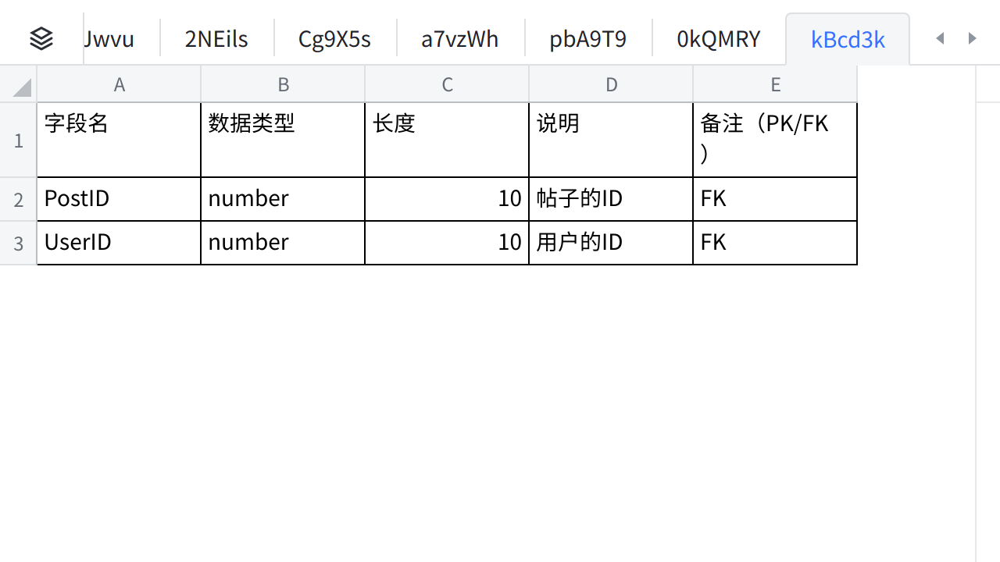 Jwvu 2NEils Cg9X5s a7vzWh pbA9T9 0kQMRY kBcd3k
A B C D E
1 字段名 数据类型 长度 说明 备注（PK/FK
）
2 PostID number 10 帖子的ID FK
3 UserID number 10 用户的ID FK